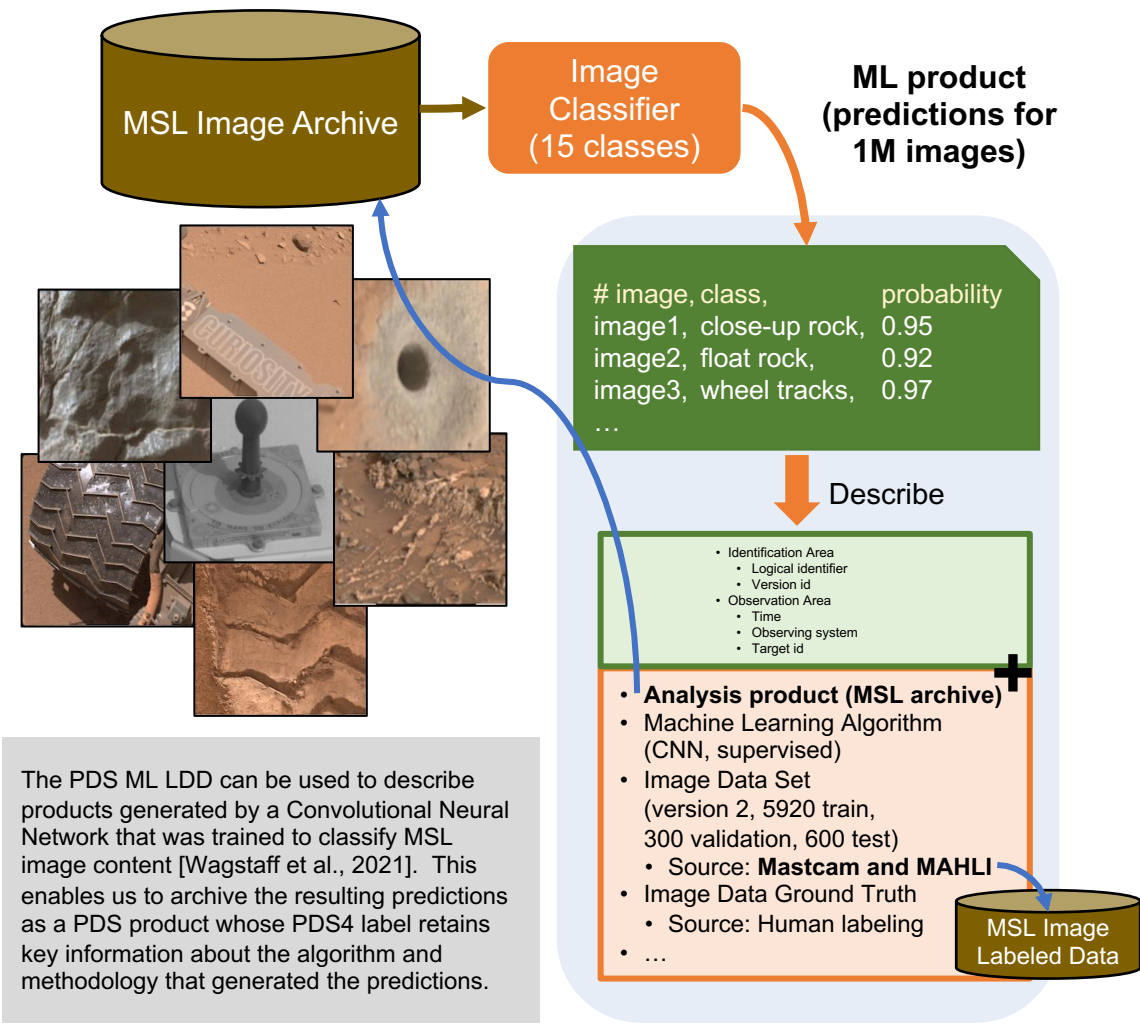 MSL Image Archive
Image
Classifier
(15 classes)
ML product
(predictions for
1M images)
CURIOSITY
# image, class, probability
image1, close-up rock, 0.95
image2, float rock, 0.92
image3, wheel tracks, 0.97
…
Describe
• Identification Area
• Logical identifier
• Version id
• Observation Area
• Time
• Observing system
• Target id
+
• Analysis product (MSL archive)
• Machine Learning Algorithm
(CNN, supervised)
• Image Data Set
(version 2, 5920 train,
300 validation, 600 test)
• Source: Mastcam and MAHLI
• Image Data Ground Truth
• Source: Human labeling
• …
MSL Image
Labeled Data
The PDS ML LDD can be used to describe
products generated by a Convolutional Neural
Network that was trained to classify MSL
image content [Wagstaff et al., 2021].  This
enables us to archive the resulting predictions
as a PDS product whose PDS4 label retains
key information about the algorithm and
methodology that generated the predictions.